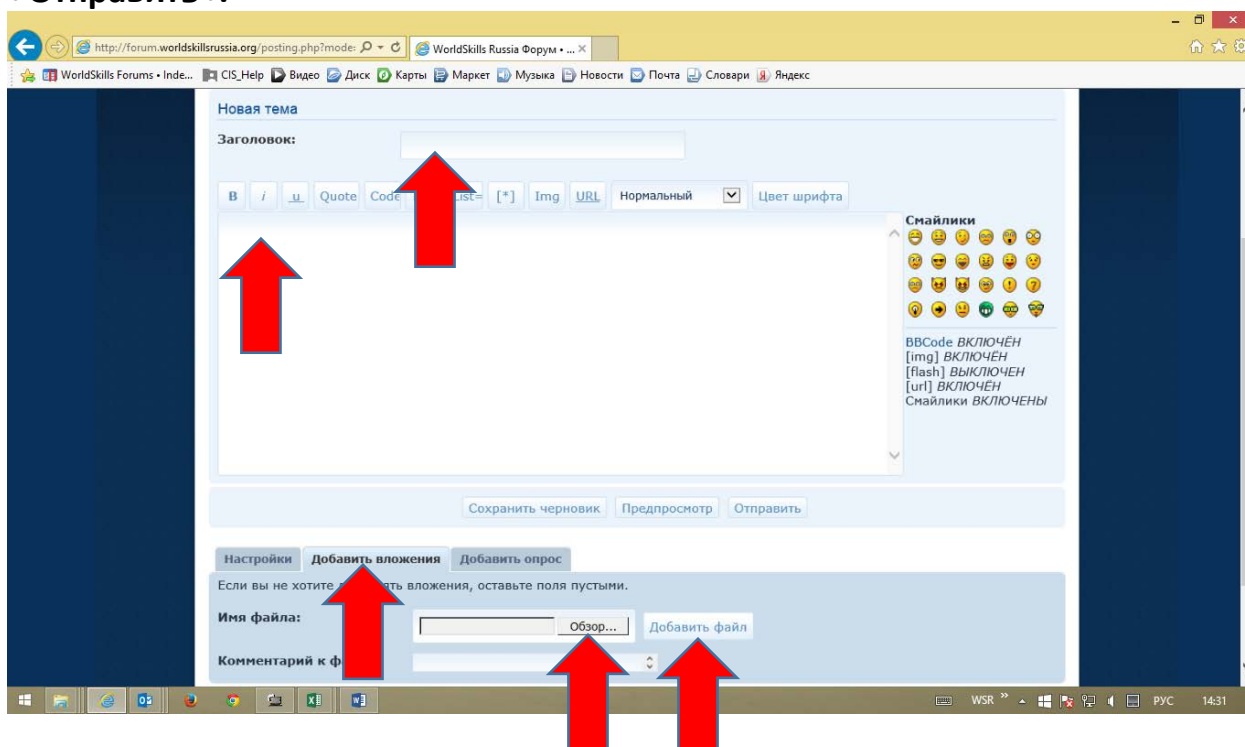 «Отправить».
http://forum.worldskillsrussia.org/posting.php?mode= WorldSkills Russia Форум • ...
WorldSkills Forums • Inde... CIS_Help Видео Диск Карты Маркет Музыка Новости Почта Словари Яндекс
Новая тема
Заголовок:
B i u Quote Code List= [*] Img URL Нормальный Цвет шрифта
Смайлики
BBCode ВКЛЮЧЁН
[img] ВКЛЮЧЁН
[flash] ВЫКЛЮЧЕН
[url] ВКЛЮЧЁН
Смайлики ВКЛЮЧЕНЫ
Сохранить черновик Предпросмотр Отправить
Настройки Добавить вложения Добавить опрос
Если вы не хотите вложения, оставьте поля пустыми.
Имя файла: Обзор... Добавить файл
Комментарий к
WSR РУС 14:31